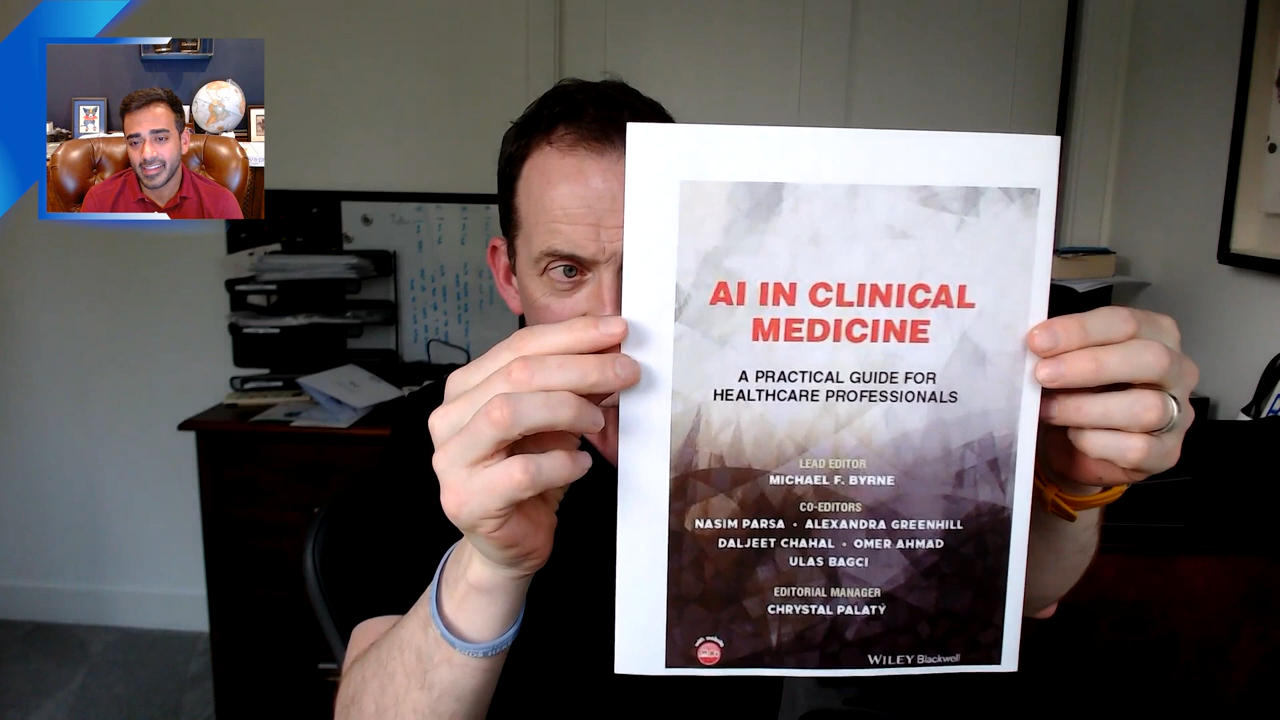 AI IN CLINICAL
MEDICINE
A PRACTICAL GUIDE FOR
HEALTHCARE PROFESSIONALS
LEAD EDITOR
MICHAEL F. BYRNE
CO-EDITORS
NASIM PARSA • ALEXANDRA GREENHILL
DALJEET CHAHAL • OMER AHMAD
ULAS BAGCI
EDITORIAL MANAGER
CHRYSTAL PALATY
WILEY Blackwell